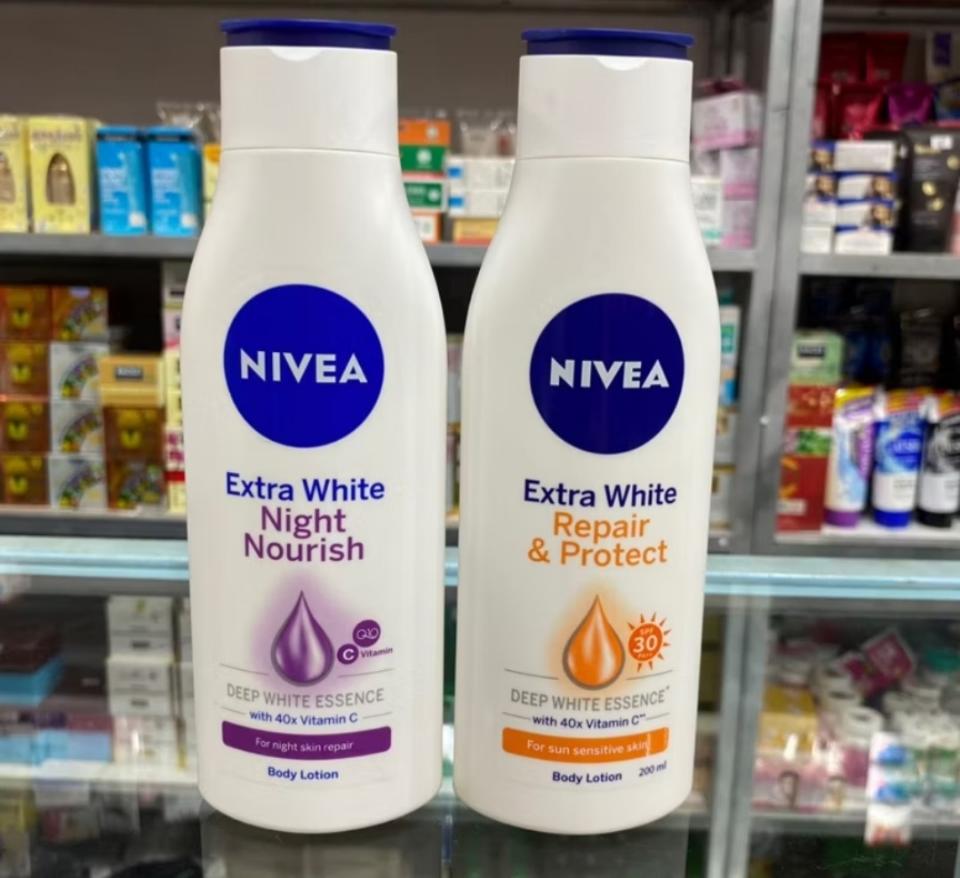 NIVEA
Extra White
Night
Nourish
Q10
C Vitamin
DEEP WHITE ESSENCE
with 40x Vitamin C
For night skin repair
Body Lotion
NIVEA
Extra White
Repair
& Protect
SPF
30
DEEP WHITE ESSENCE*
with 40x Vitamin C**
For sun sensitive skin
Body Lotion 200 ml